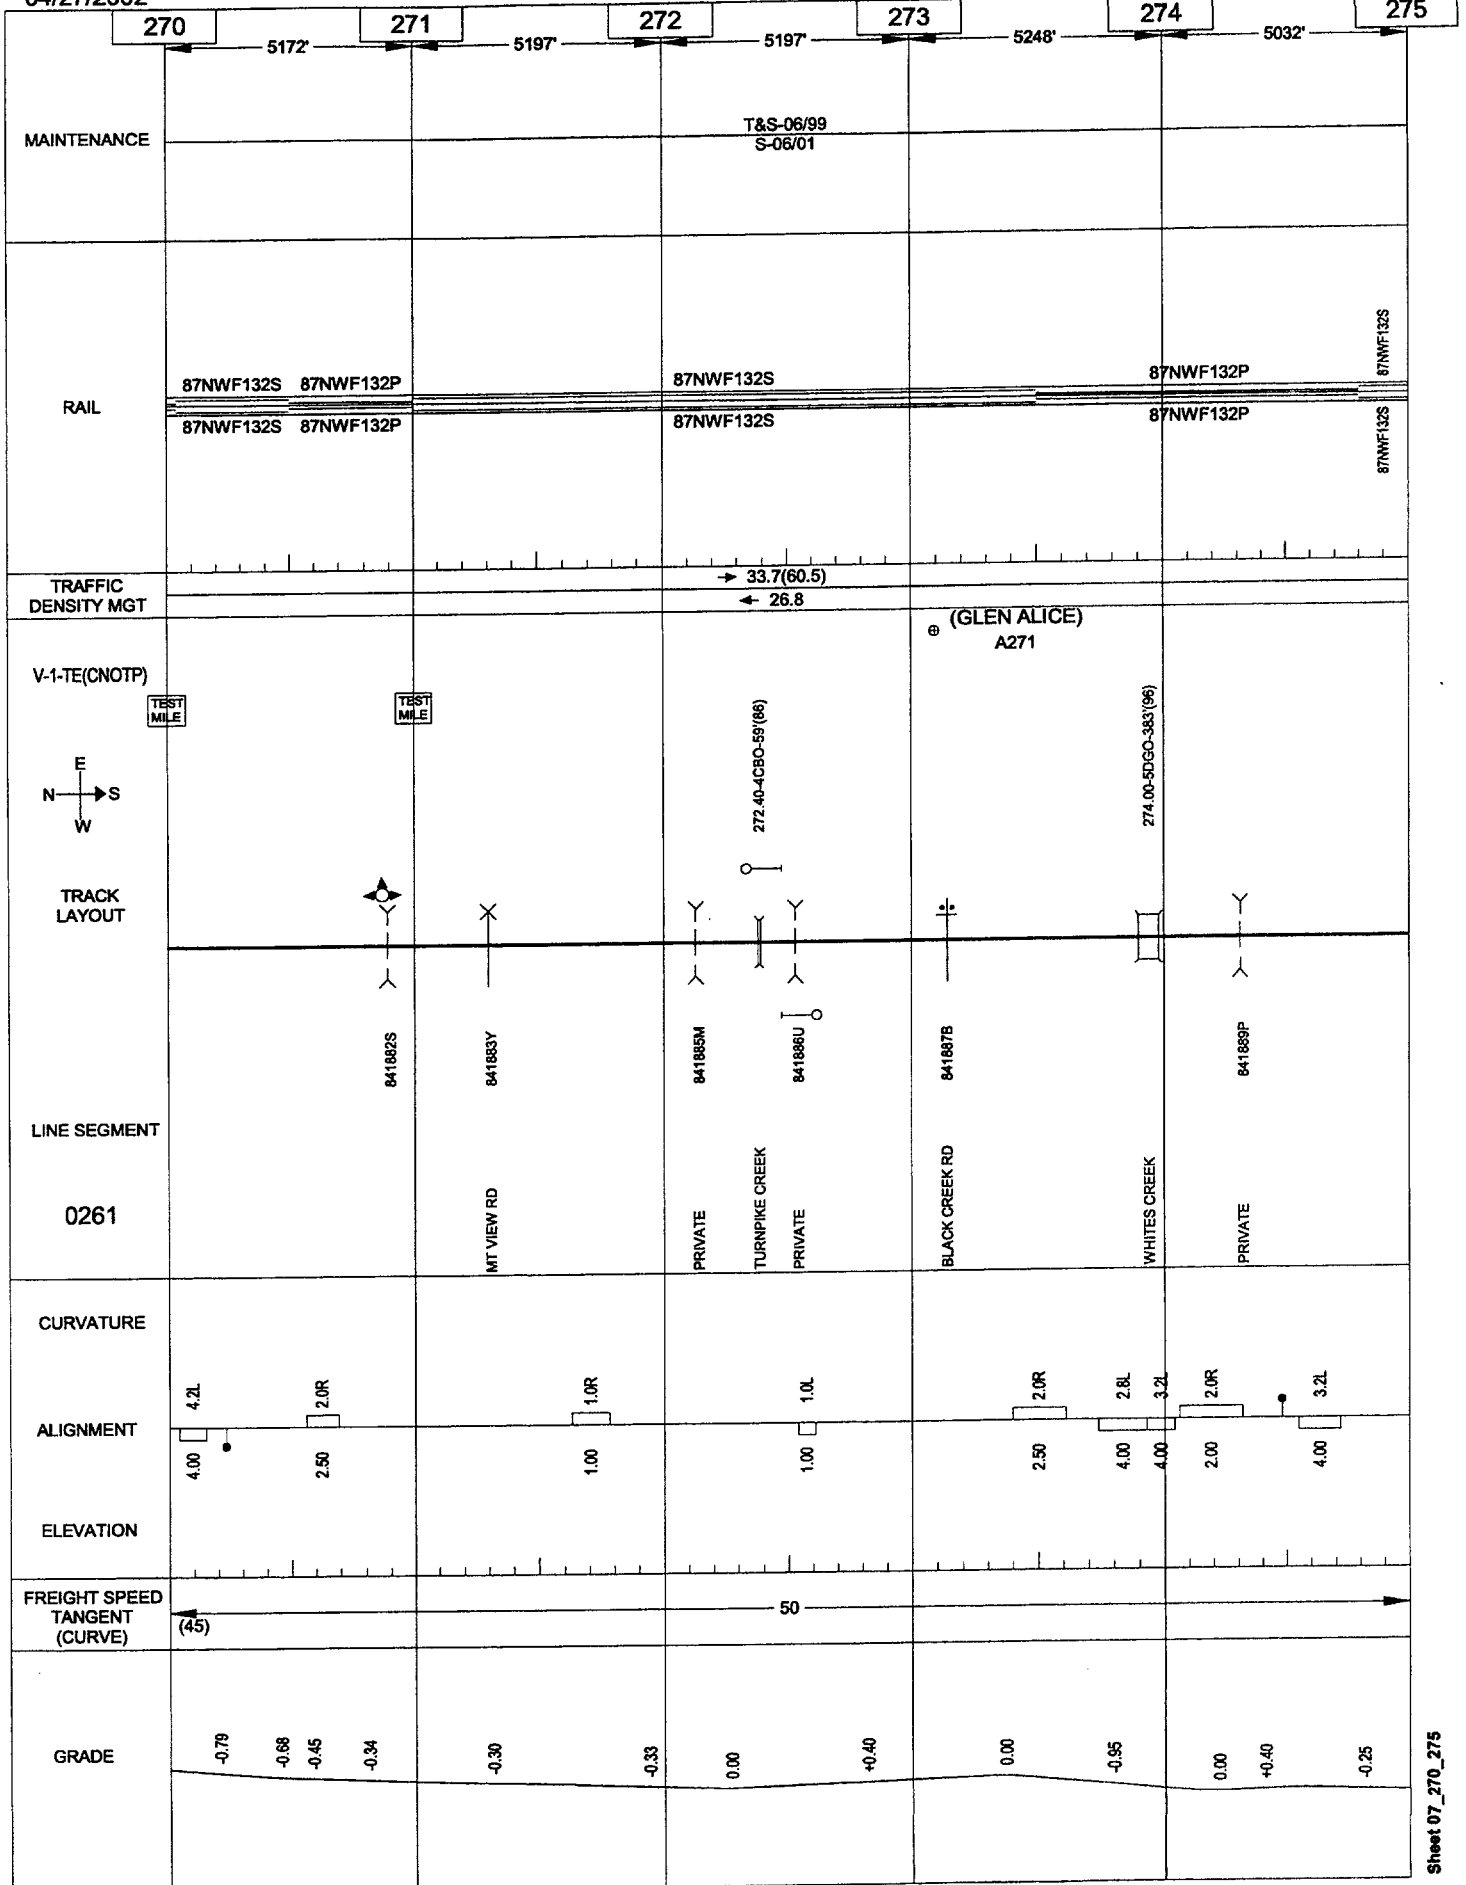 270 271 272 273 274 275
5172' 5197' 5197' 5248' 5032'
MAINTENANCE
T&S-06/99
S-06/01
RAIL
87NWF132S 87NWF132P 87NWF132S 87NWF132P 87NWF132S
87NWF132S 87NWF132P 87NWF132S 87NWF132P 87NWF132S
TRAFFIC
DENSITY MGT
33.7(60.5)
26.8
(GLEN ALICE)
A271
V-1-TE(CNOTP)
TEST
MILE
TEST
MILE
272.40-4CBO-59'(86)
274.00-5DGO-383'(96)
E
N S
W
TRACK
LAYOUT
841882S
841883Y
841885M
841886U
841887B
841889P
LINE SEGMENT
0261
MT VIEW RD
PRIVATE
TURNPIKE CREEK
PRIVATE
BLACK CREEK RD
WHITES CREEK
PRIVATE
CURVATURE
4.2L 2.0R 1.0R 1.0L 2.0R 2.8L 3.2L 2.0R 3.2L
ALIGNMENT
4.00 2.50 1.00 1.00 2.50 4.00 4.00 2.00 4.00
ELEVATION
FREIGHT SPEED
TANGENT
(CURVE)
(45)
50
GRADE
-0.79 -0.68 -0.45 -0.34 -0.30 -0.33 0.00 +0.40 0.00 -0.95 0.00 +0.40 -0.25
Sheet 07_270_275